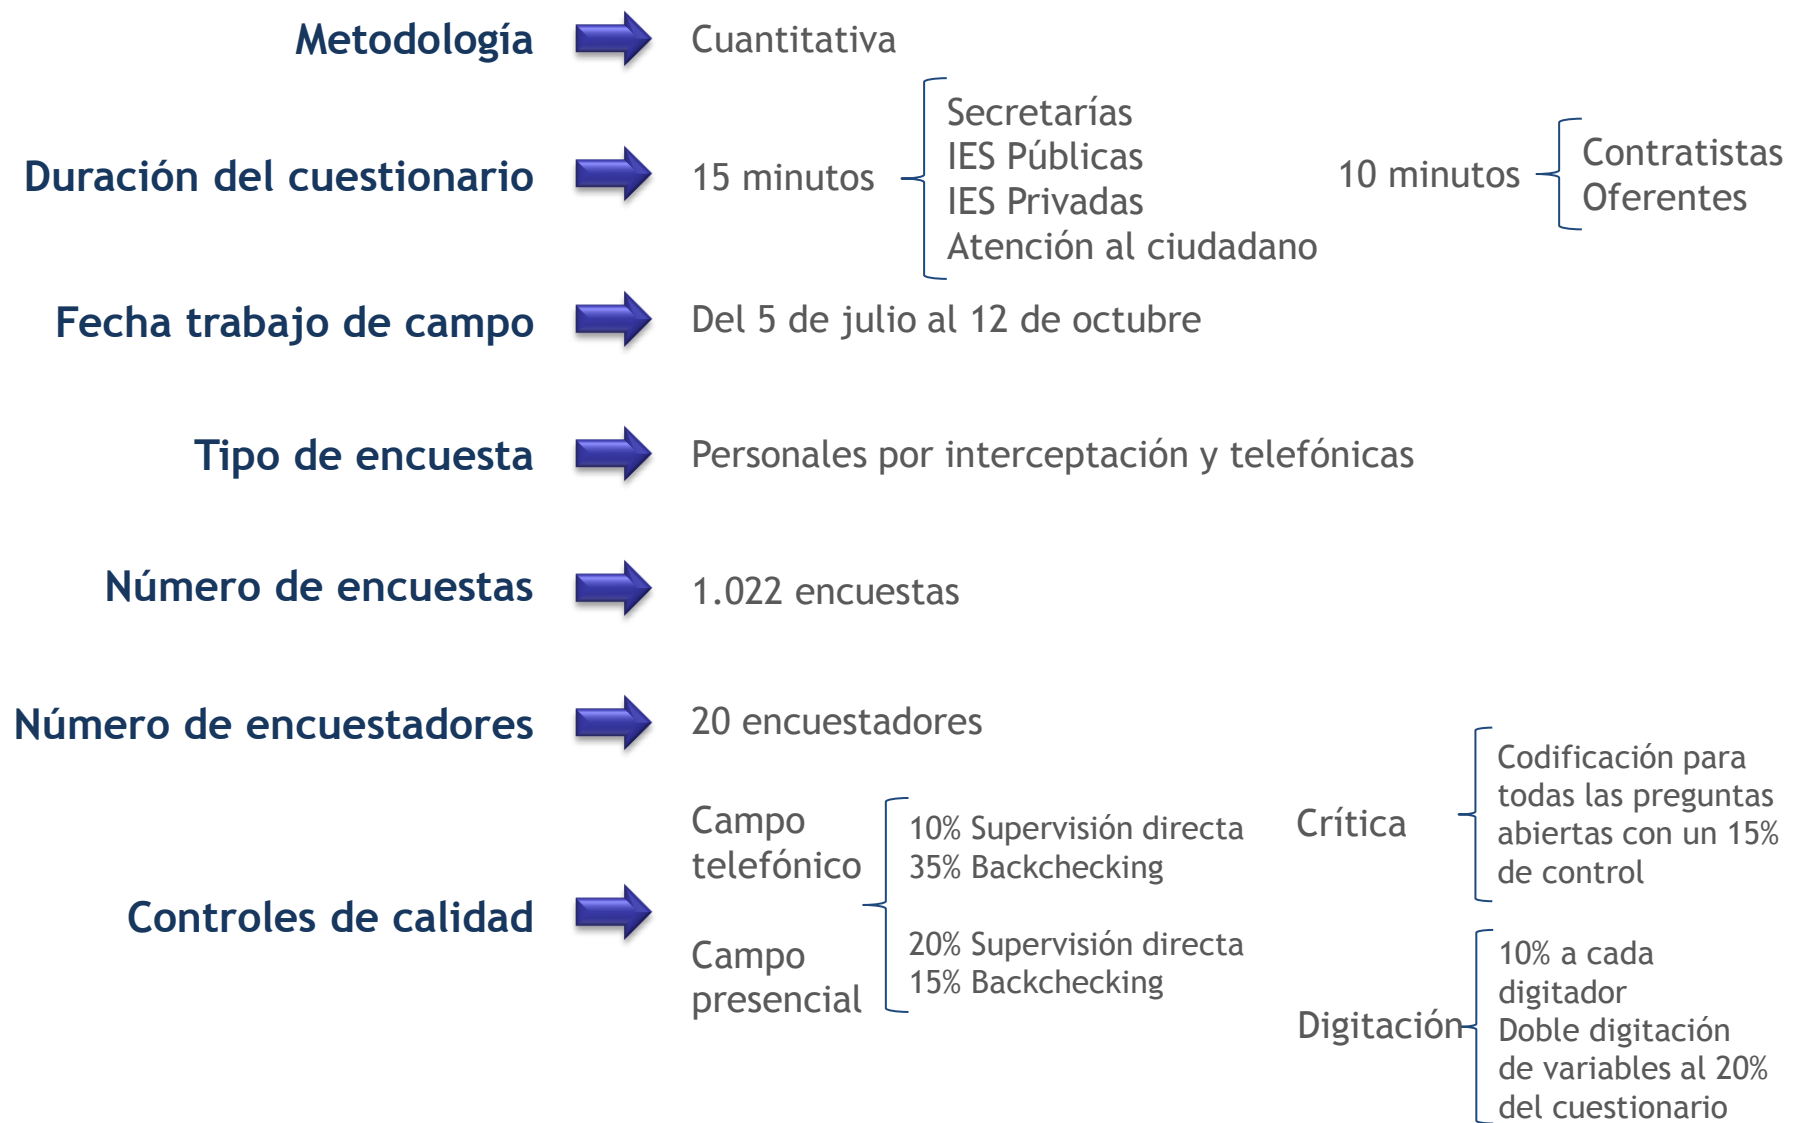 Metodología
Cuantitativa
Duración del cuestionario
15 minutos
Secretarías
IES Públicas
IES Privadas
Atención al ciudadano
10 minutos
Contratistas
Oferentes
Fecha trabajo de campo
Del 5 de julio al 12 de octubre
Tipo de encuesta
Personales por interceptación y telefónicas
Número de encuestas
1.022 encuestas
Número de encuestadores
20 encuestadores
Controles de calidad
Campo
telefónico
10% Supervisión directa
35% Backchecking
Campo
presencial
20% Supervisión directa
15% Backchecking
Crítica
Codificación para
todas las preguntas
abiertas con un 15%
de control
Digitación
10% a cada
digitador
Doble digitación
de variables al 20%
del cuestionario